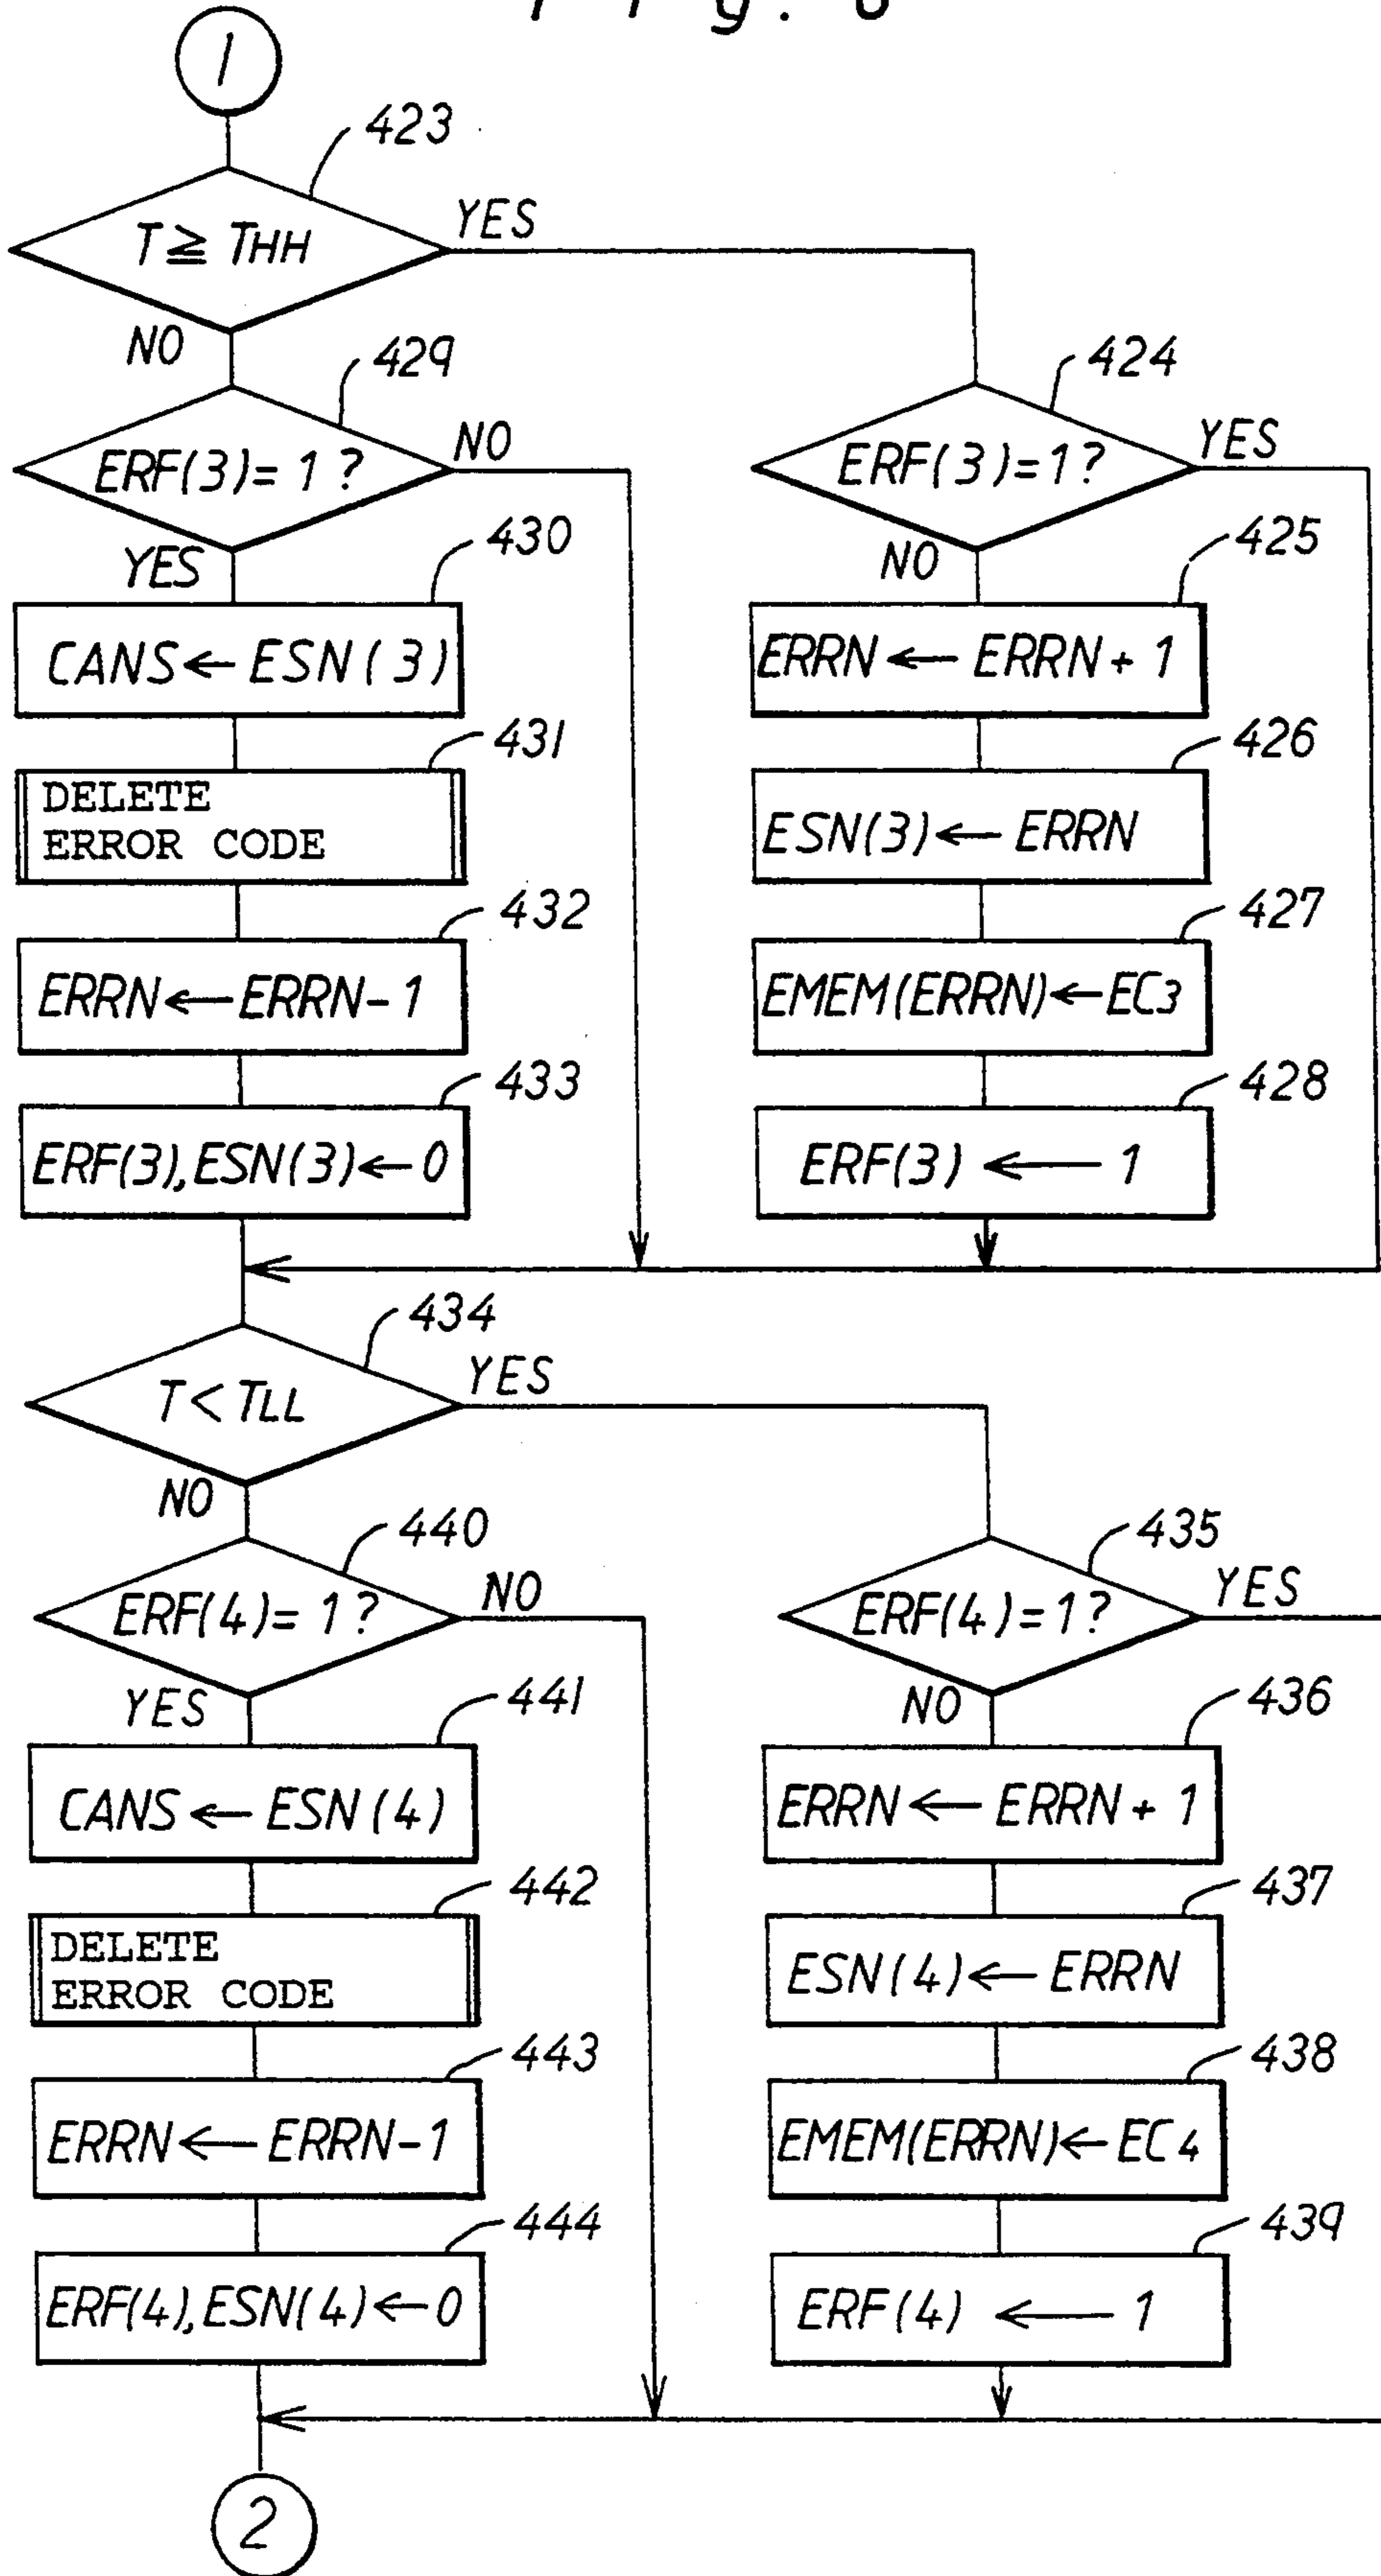 Fig. 6
1
423
T ≧ THH
YES
NO
429
424
ERF(3)= 1 ?
NO
ERF(3)=1?
YES
YES
430
NO
425
CANS ← ESN(3)
ERRN ← ERRN + 1
431
426
DELETE
ERROR CODE
ESN(3) ← ERRN
432
427
ERRN ← ERRN-1
EMEM(ERRN) ← EC3
433
428
ERF(3), ESN(3) ← 0
ERF(3) ← 1
434
T < TLL
YES
NO
440
435
ERF(4)= 1 ?
NO
ERF(4)=1?
YES
YES
441
NO
436
CANS ← ESN(4)
ERRN ← ERRN + 1
442
437
DELETE
ERROR CODE
ESN(4) ← ERRN
443
438
ERRN ← ERRN-1
EMEM(ERRN) ← EC4
444
439
ERF(4), ESN(4) ← 0
ERF(4) ← 1
2